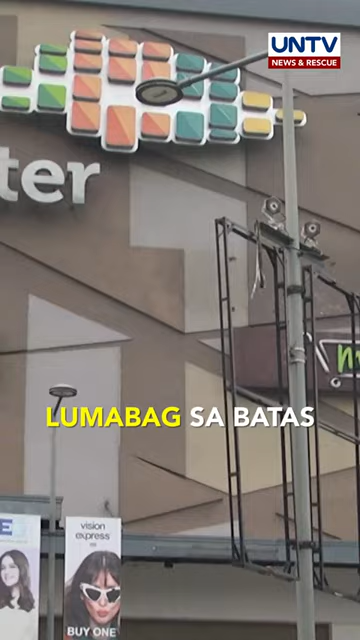 UNTV
NEWS & RESCUE
ter
LUMABAG SA BATAS
vision
express
BUY ONE